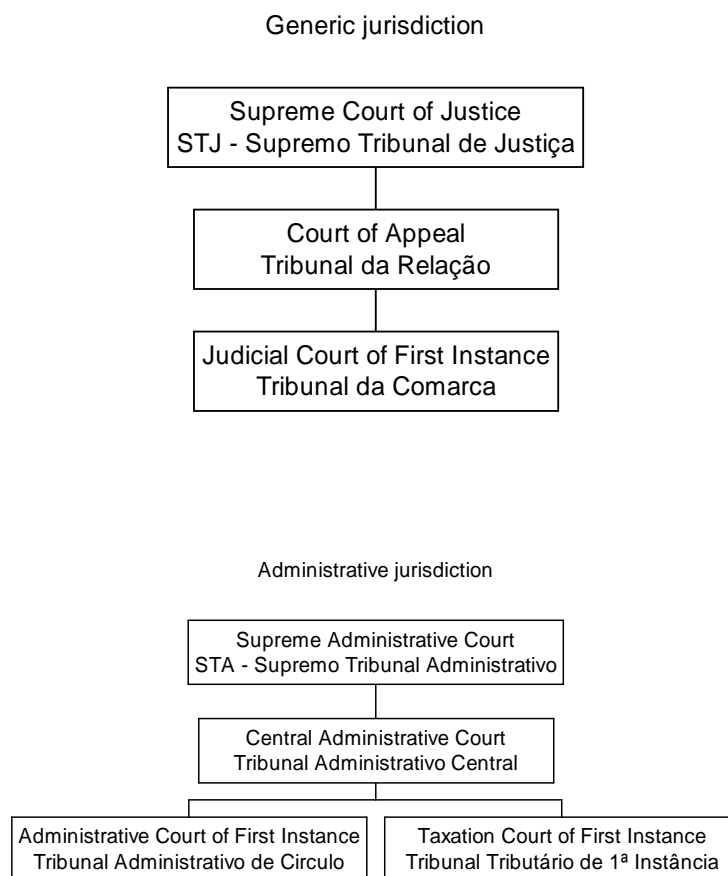 Generic jurisdiction
Supreme Court of Justice
STJ - Supremo Tribunal de Justiça
Court of Appeal
Tribunal da Relação
Judicial Court of First Instance
Tribunal da Comarca
Administrative jurisdiction
Supreme Administrative Court
STA - Supremo Tribunal Administrativo
Central Administrative Court
Tribunal Administrativo Central
Administrative Court of First Instance
Tribunal Administrativo de Circulo
Taxation Court of First Instance
Tribunal Tributário de 1ª Instância